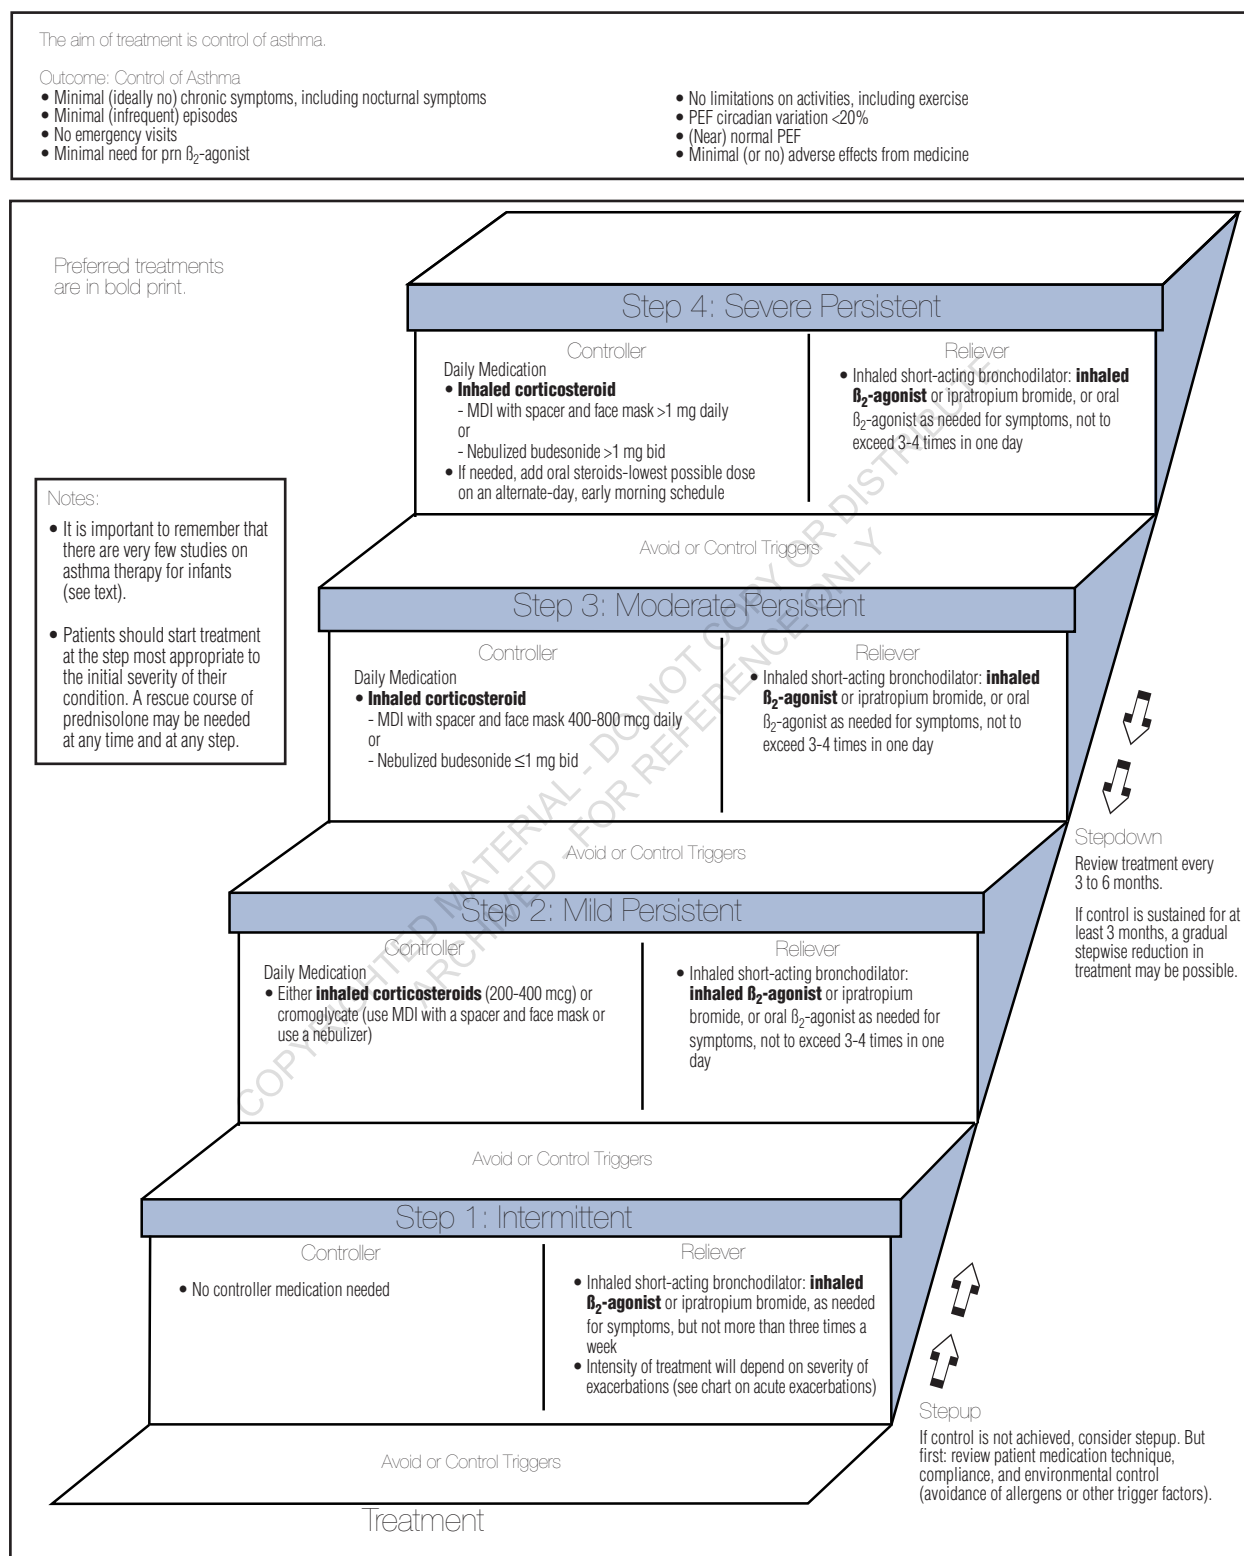 The aim of treatment is control of asthma.
Outcome: Control of Asthma
• Minimal (ideally no) chronic symptoms, including nocturnal symptoms
• Minimal (infrequent) episodes
• No emergency visits
• Minimal need for prn ß2-agonist
• No limitations on activities, including exercise
• PEF circadian variation <20%
• (Near) normal PEF
• Minimal (or no) adverse effects from medicine
Preferred treatments
are in bold print.
Step 4: Severe Persistent
Controller
Daily Medication
• Inhaled corticosteroid
- MDI with spacer and face mask >1 mg daily
or
- Nebulized budesonide >1 mg bid
• If needed, add oral steroids-lowest possible dose
on an alternate-day, early morning schedule
Reliever
• Inhaled short-acting bronchodilator: inhaled
ß2-agonist or ipratropium bromide, or oral
ß2-agonist as needed for symptoms, not to
exceed 3-4 times in one day
Avoid or Control Triggers
Notes:
• It is important to remember that
there are very few studies on
asthma therapy for infants
(see text).
• Patients should start treatment
at the step most appropriate to
the initial severity of their
condition. A rescue course of
prednisolone may be needed
at any time and at any step.
Step 3: Moderate Persistent
Controller
Daily Medication
• Inhaled corticosteroid
- MDI with spacer and face mask 400-800 mcg daily
or
- Nebulized budesonide ≤1 mg bid
Reliever
• Inhaled short-acting bronchodilator: inhaled
ß2-agonist or ipratropium bromide, or oral
ß2-agonist as needed for symptoms, not to
exceed 3-4 times in one day
Avoid or Control Triggers
Stepdown
Review treatment every
3 to 6 months.
If control is sustained for at
least 3 months, a gradual
stepwise reduction in
treatment may be possible.
Step 2: Mild Persistent
Controller
Daily Medication
• Either inhaled corticosteroids (200-400 mcg) or
cromoglycate (use MDI with a spacer and face mask or
use a nebulizer)
Reliever
• Inhaled short-acting bronchodilator:
inhaled ß2-agonist or ipratropium
bromide, or oral ß2-agonist as needed for
symptoms, not to exceed 3-4 times in one
day
Avoid or Control Triggers
Step 1: Intermittent
Controller
• No controller medication needed
Reliever
• Inhaled short-acting bronchodilator: inhaled
ß2-agonist or ipratropium bromide, as needed
for symptoms, but not more than three times a
week
• Intensity of treatment will depend on severity of
exacerbations (see chart on acute exacerbations)
Avoid or Control Triggers
Stepup
If control is not achieved, consider stepup. But
first: review patient medication technique,
compliance, and environmental control
(avoidance of allergens or other trigger factors).
Treatment
COPYRIGHTED MATERIAL - DO NOT COPY OR DISTRIBUTE
ARCHIVED - FOR REFERENCE ONLY